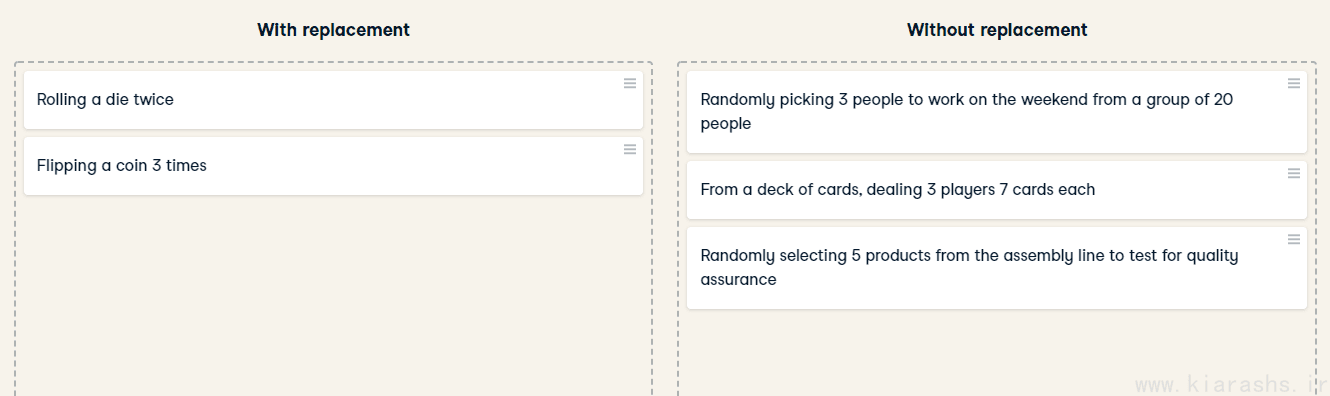 With replacement
Rolling a die twice
Flipping a coin 3 times
Without replacement
Randomly picking 3 people to work on the weekend from a group of 20
people
From a deck of cards, dealing 3 players 7 cards each
Randomly selecting 5 products from the assembly line to test for quality
assurance
www.kiarashs.ir